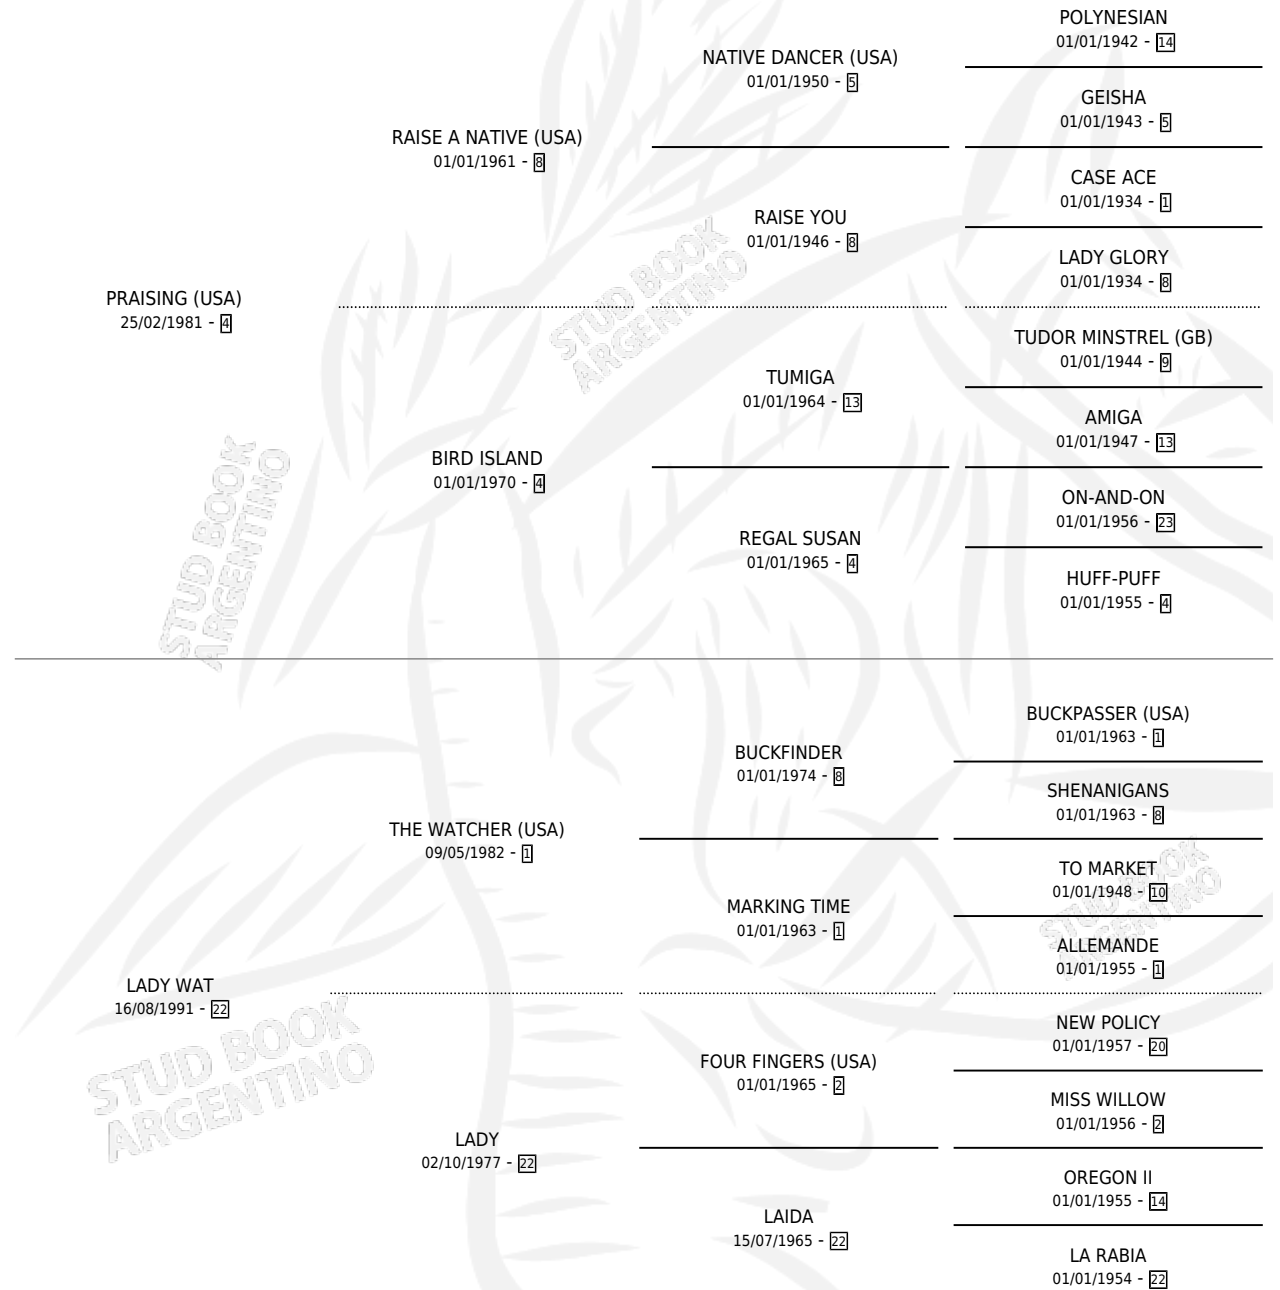 POLYNESIAN
01/01/1942 - 14
NATIVE DANCER (USA)
01/01/1950 - 5
GEISHA
01/01/1943 - 5
RAISE A NATIVE (USA)
01/01/1961 - 8
CASE ACE
01/01/1934 - 1
RAISE YOU
01/01/1946 - 8
LADY GLORY
01/01/1934 - 8
PRAISING (USA)
25/02/1981 - 4
STUD BOOK
ARGENTINO
TUDOR MINSTREL (GB)
01/01/1944 - 9
TUMIGA
01/01/1964 - 13
AMIGA
01/01/1947 - 13
BIRD ISLAND
01/01/1970 - 4
ON-AND-ON
01/01/1956 - 23
REGAL SUSAN
01/01/1965 - 4
HUFF-PUFF
01/01/1955 - 4
STUD BOOK
ARGENTINO
BUCKPASSER (USA)
01/01/1963 - 1
BUCKFINDER
01/01/1974 - 8
SHENANIGANS
01/01/1963 - 8
THE WATCHER (USA)
09/05/1982 - 1
TO MARKET
01/01/1948 - 10
MARKING TIME
01/01/1963 - 1
ALLEMANDE
01/01/1955 - 1
STUD BOOK
ARGENTINO
LADY WAT
16/08/1991 - 22
NEW POLICY
01/01/1957 - 20
FOUR FINGERS (USA)
01/01/1965 - 2
MISS WILLOW
01/01/1956 - 2
STUD BOOK
ARGENTINO
LADY
02/10/1977 - 22
OREGON II
01/01/1955 - 14
LAIDA
15/07/1965 - 22
LA RABIA
01/01/1954 - 22